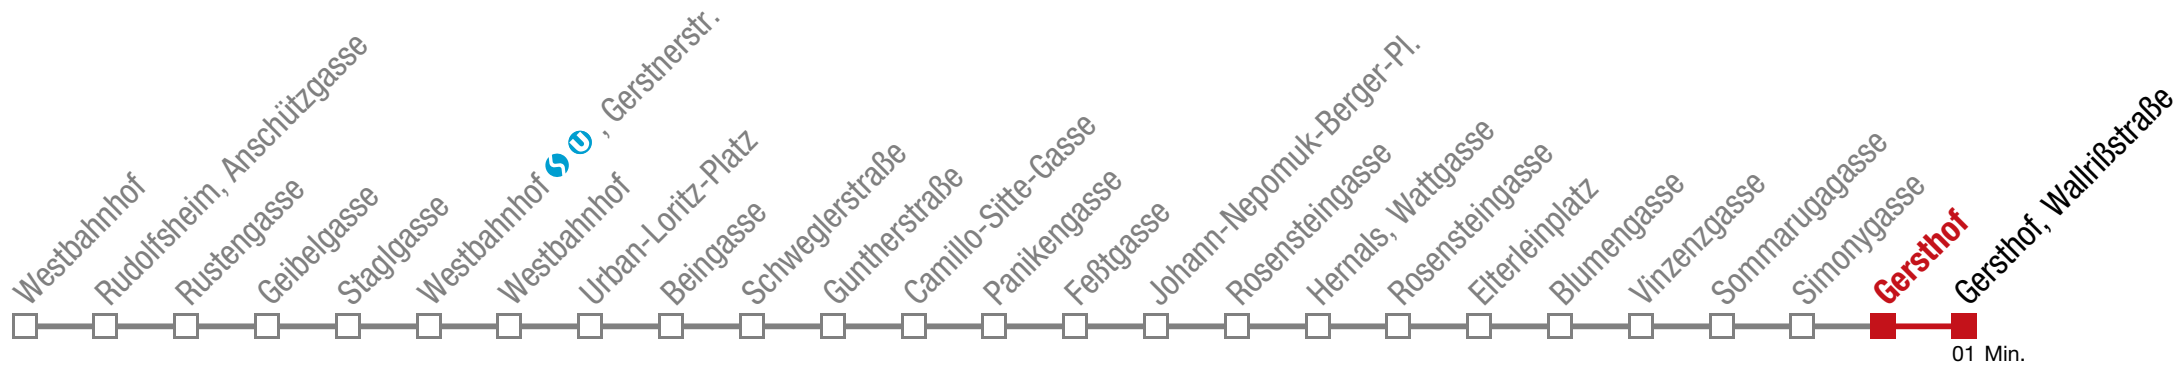 Westbahnhof
Rudolfsheim, Anschützgasse
Rustengasse
Geibelgasse
Staglgasse
Westbahnhof S U , Gerstnerstr.
Westbahnhof
Urban-Loritz-Platz
Beingasse
Schweglerstraße
Guntherstraße
Camillo-Sitte-Gasse
Panikengasse
Feßtgasse
Johann-Nepomuk-Berger-Pl.
Rosensteingasse
Hernals, Wattgasse
Rosensteingasse
Elterleinplatz
Blumengasse
Vinzenzgasse
Sommarugagasse
Simonygasse
Gersthof
Gersthof, Wallrißstraße
01 Min.